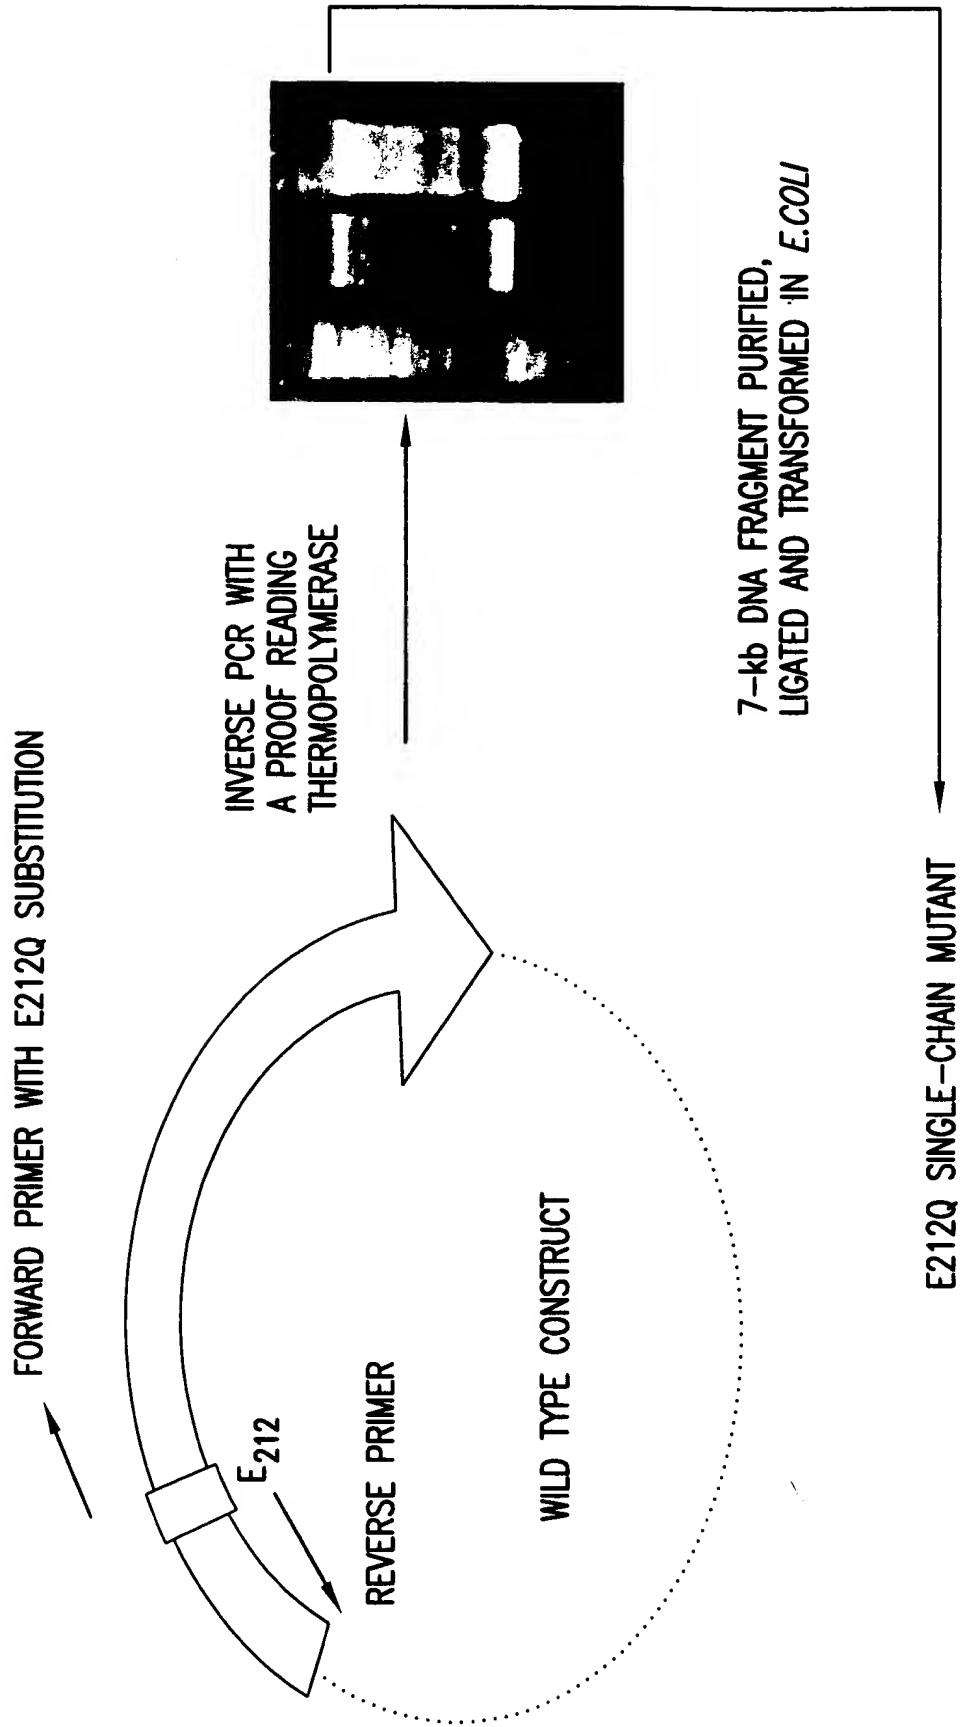 FORWARD PRIMER WITH E212Q SUBSTITUTION
E212
REVERSE PRIMER
WILD TYPE CONSTRUCT
INVERSE PCR WITH
A PROOF READING
THERMOPOLYMERASE
7-kb DNA FRAGMENT PURIFIED,
LIGATED AND TRANSFORMED IN E.COLI
E212Q SINGLE-CHAIN MUTANT